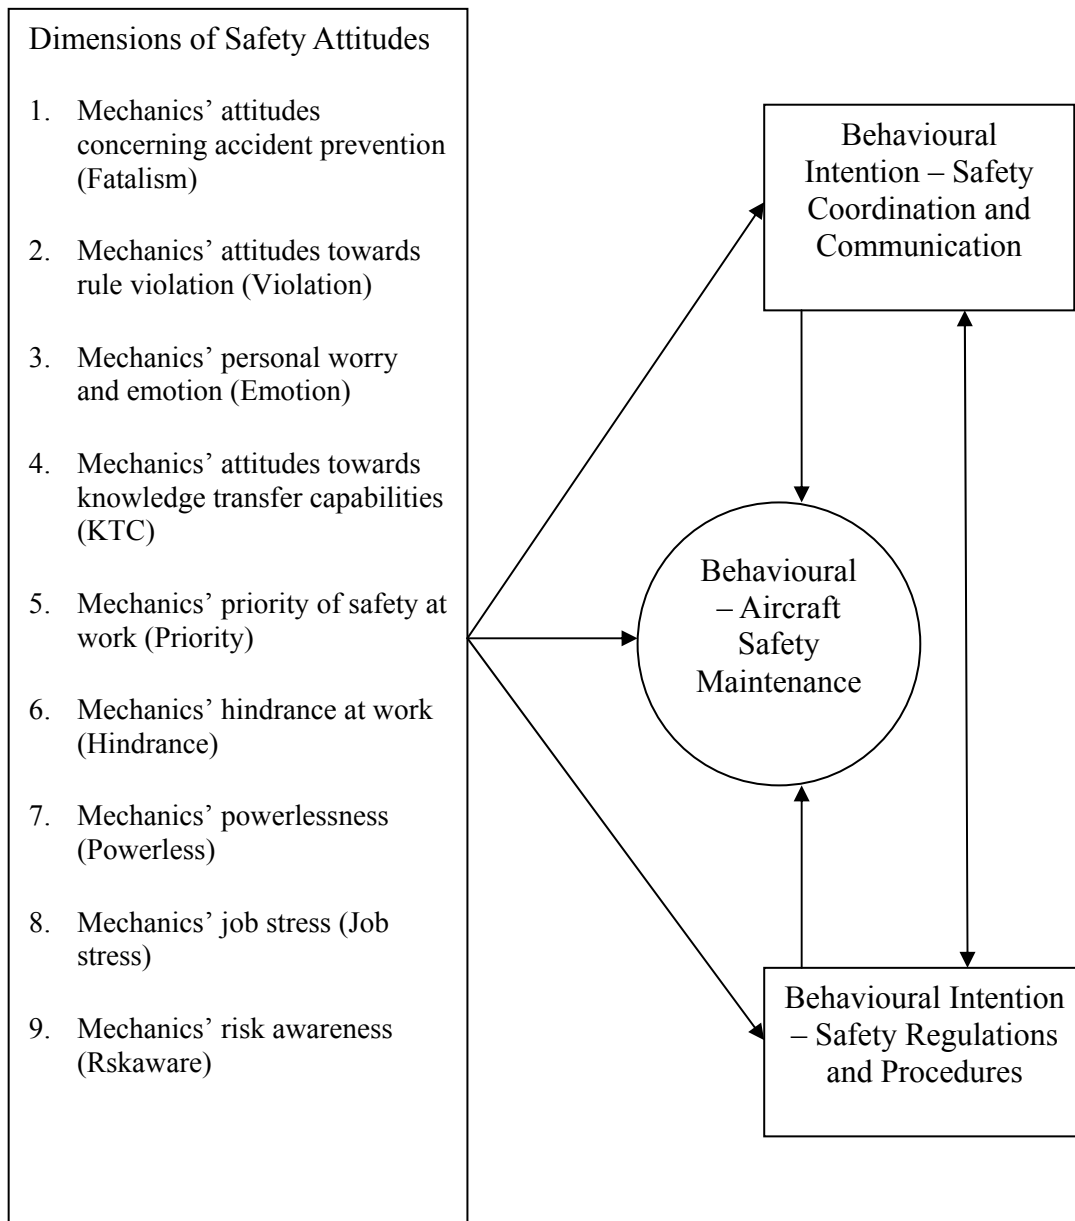 Dimensions of Safety Attitudes
1. Mechanics’ attitudes
concerning accident prevention
(Fatalism)
2. Mechanics’ attitudes towards
rule violation (Violation)
3. Mechanics’ personal worry
and emotion (Emotion)
4. Mechanics’ attitudes towards
knowledge transfer capabilities
(KTC)
5. Mechanics’ priority of safety at
work (Priority)
6. Mechanics’ hindrance at work
(Hindrance)
7. Mechanics’ powerlessness
(Powerless)
8. Mechanics’ job stress (Job
stress)
9. Mechanics’ risk awareness
(Rskaware)
Behavioural
Intention – Safety
Coordination and
Communication
Behavioural
– Aircraft
Safety
Maintenance
Behavioural Intention
– Safety Regulations
and Procedures